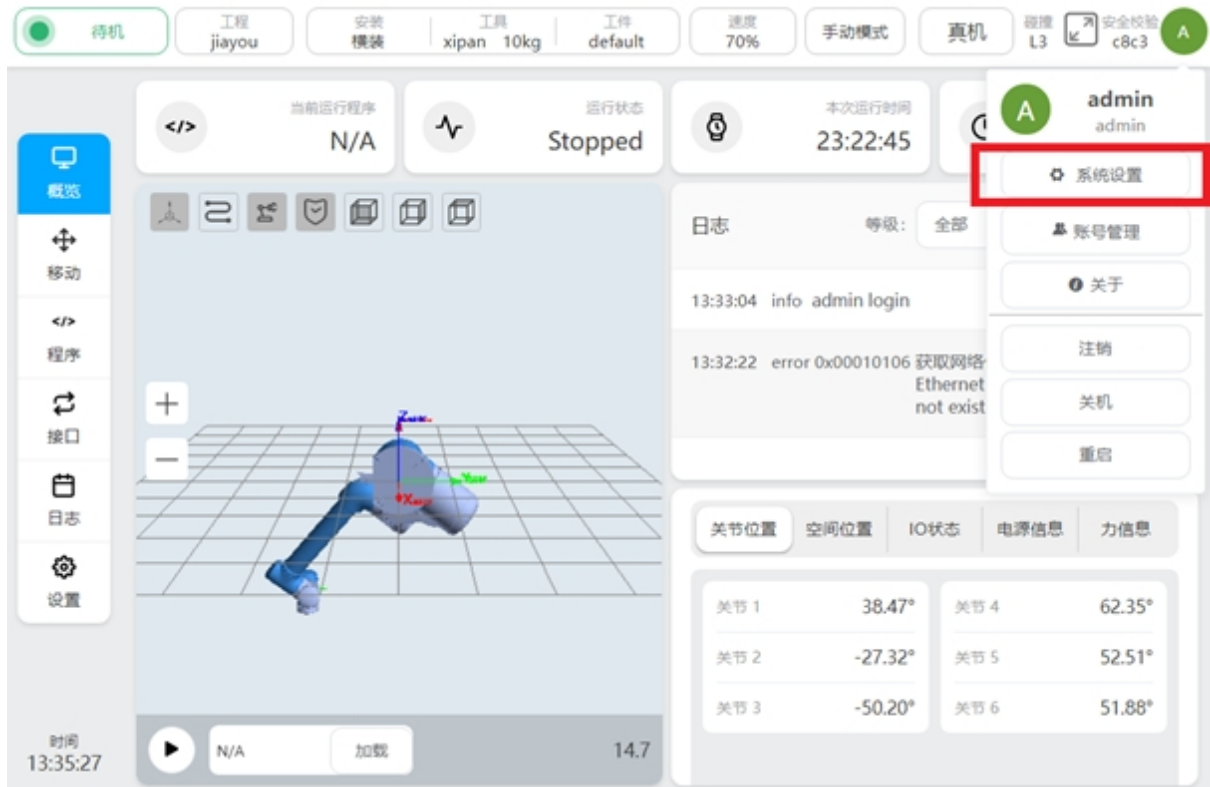 待机
工程
jiayou
安装
横装
工具
xipan 10kg
工件
default
速度
70%
手动模式
真机
碰撞
L3
安全校验
c8c3
A
A
admin
admin
系统设置
账号管理
关于
注销
关机
重启
概览
移动
程序
接口
日志
设置
时间
13:35:27
当前运行程序
N/A
运行状态
Stopped
本次运行时间
23:22:45
日志
等级:
全部
13:33:04 info admin login
13:32:22 error 0x00010106 获取网络
Ethernet
not exist
关节位置
空间位置
IO状态
电源信息
力信息
关节 1 38.47°
关节 4 62.35°
关节 2 -27.32°
关节 5 52.51°
关节 3 -50.20°
关节 6 51.88°
N/A
加载
14.7